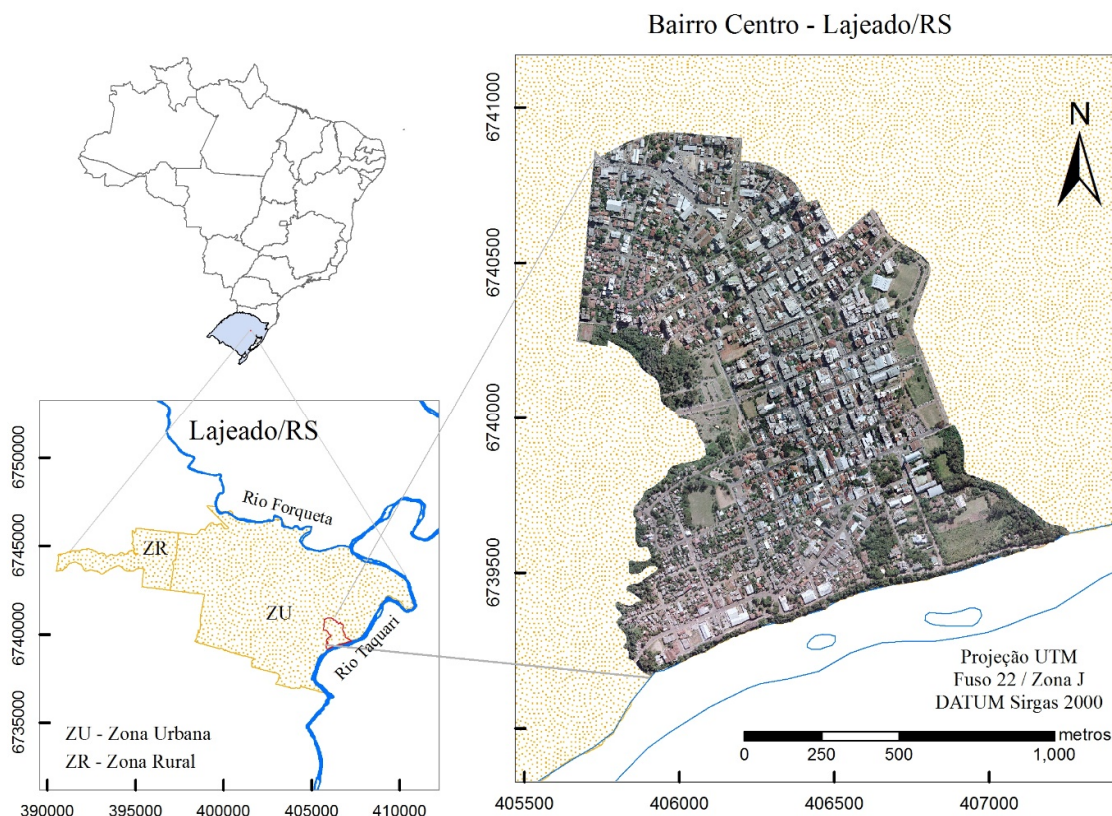 Bairro Centro - Lajeado/RS
N
6741000
6740500
6740000
6739500
405500
406000
406500
407000
Projeção UTM
Fuso 22 / Zona J
DATUM Sirgas 2000
metros
0
250
500
1,000
Lajeado/RS
Rio Forqueta
ZR
ZU
Rio Taquari
ZU - Zona Urbana
ZR - Zona Rural
6750000
6745000
6740000
6735000
390000
395000
400000
405000
410000